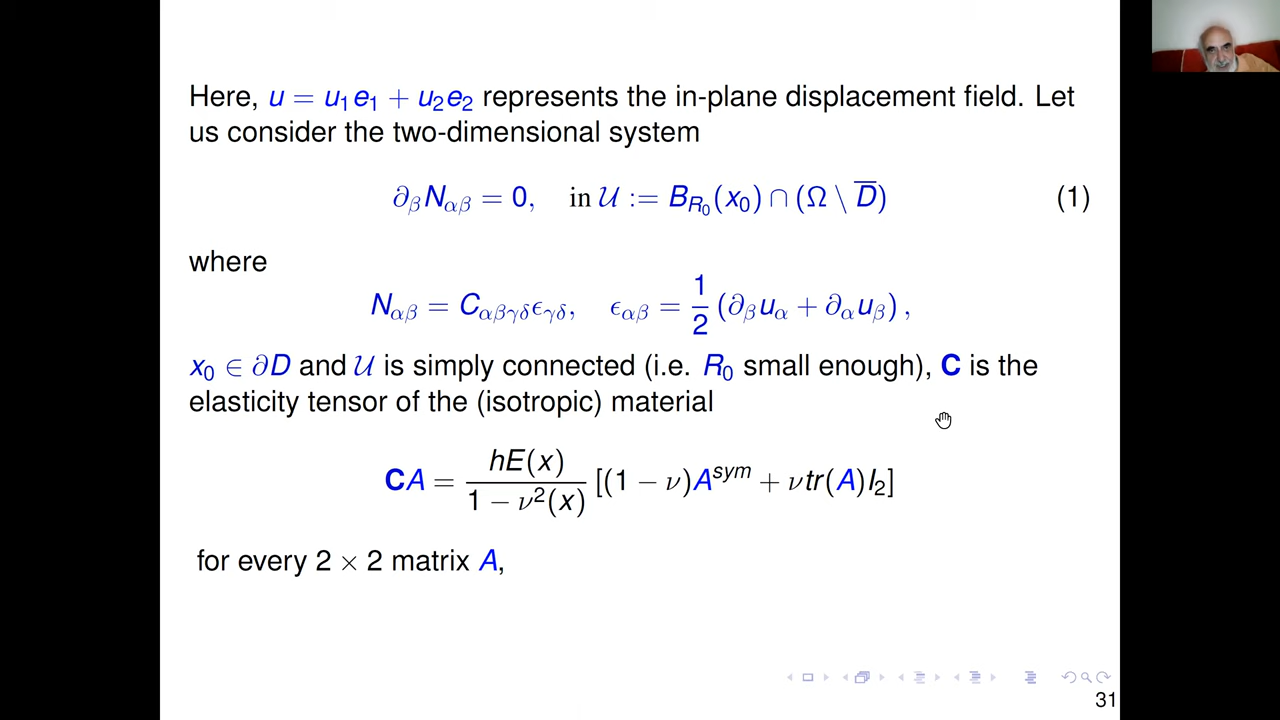 Here, u = u₁e₁ + u₂e₂ represents the in-plane displacement field. Let
us consider the two-dimensional system
∂_β N_{αβ} = 0, in 𝒰 := B_{R₀}(x₀) ∩ (Ω \ D̅) (1)
where
N_{αβ} = C_{αβγδ}ϵ_{γδ}, ϵ_{αβ} = 1/2 (∂_β u_α + ∂_α u_β),
x₀ ∈ ∂D and 𝒰 is simply connected (i.e. R₀ small enough), C is the
elasticity tensor of the (isotropic) material
CA = hE(x)/(1 − ν²(x)) [(1 − ν)A^{sym} + νtr(A)I₂]
for every 2 × 2 matrix A,
31